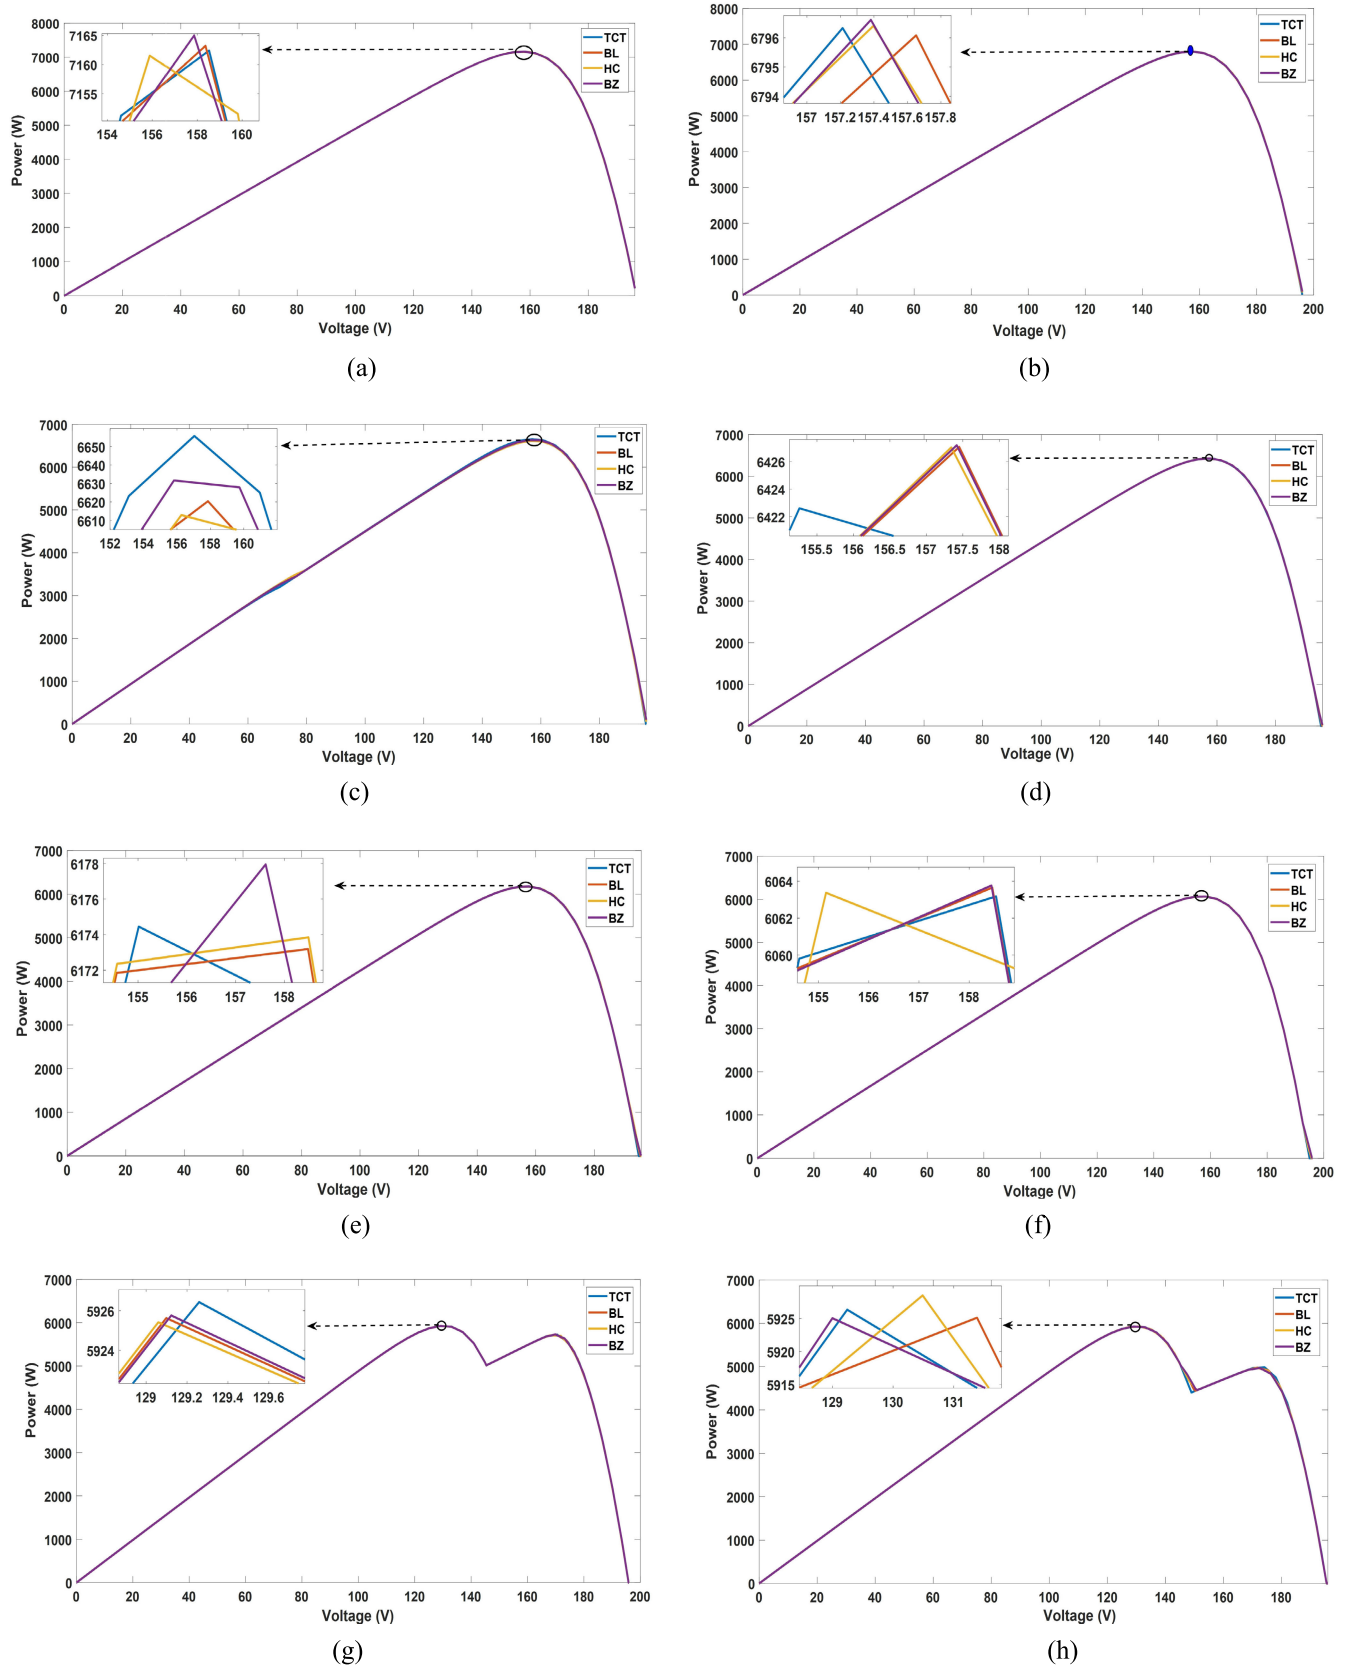 8000
7000
6000
5000
4000
3000
2000
1000
0
Power (W)
7165
7160
7155
154 156 158 160
TCT
BL
HC
BZ
0 20 40 60 80 100 120 140 160 180
Voltage (V)
(a)
8000
7000
6000
5000
4000
3000
2000
1000
0
Power (W)
6796
6795
6794
157 157.2 157.4 157.6 157.8
TCT
BL
HC
BZ
0 20 40 60 80 100 120 140 160 180 200
Voltage (V)
(b)
7000
6000
5000
4000
3000
2000
1000
0
Power (W)
6650
6640
6630
6620
6610
152 154 156 158 160
TCT
BL
HC
BZ
0 20 40 60 80 100 120 140 160 180
Voltage (V)
(c)
7000
6000
5000
4000
3000
2000
1000
0
Power (W)
6426
6424
6422
155.5 156 156.5 157 157.5 158
TCT
BL
HC
BZ
0 20 40 60 80 100 120 140 160 180
Voltage (V)
(d)
7000
6000
5000
4000
3000
2000
1000
0
Power (W)
6178
6176
6174
6172
155 156 157 158
TCT
BL
HC
BZ
0 20 40 60 80 100 120 140 160 180
Voltage (V)
(e)
7000
6000
5000
4000
3000
2000
1000
0
Power (W)
6064
6062
6060
155 156 157 158
TCT
BL
HC
BZ
0 20 40 60 80 100 120 140 160 180 200
Voltage (V)
(f)
7000
6000
5000
4000
3000
2000
1000
0
Power (W)
5926
5924
129 129.2 129.4 129.6
TCT
BL
HC
BZ
0 20 40 60 80 100 120 140 160 180 200
Voltage (V)
(g)
7000
6000
5000
4000
3000
2000
1000
0
Power (W)
5925
5920
5915
129 130 131
TCT
BL
HC
BZ
0 20 40 60 80 100 120 140 160 180
Voltage (V)
(h)